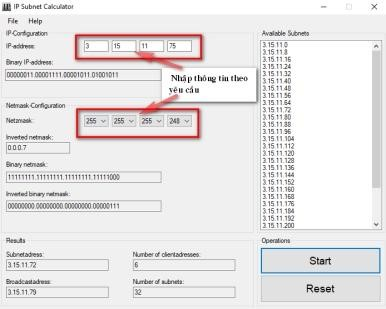 IP Subnet Calculator
File Help
IP-Configuration
IP-address: 3 15 11 75
Binary IP-address:
00000011.00001111.00001011.01001011
Nhập thông tin theo
yêu cầu
Netmask-Configuration
Netzmask: 255 255 255 248
Inverted netmask:
0.0.0.7
Binary netmask:
11111111.11111111.11111111.11111000
Inverted binary netmask:
00000000.00000000.00000000.00000111
Results
Subnetadress:
3.15.11.72
Number of clientadresses:
6
Broadcastadress:
3.15.11.79
Number of subnets:
32
Available Subnets
3.15.11.0
3.15.11.8
3.15.11.16
3.15.11.24
3.15.11.32
3.15.11.40
3.15.11.48
3.15.11.56
3.15.11.64
3.15.11.72
3.15.11.80
3.15.11.88
3.15.11.96
3.15.11.104
3.15.11.112
3.15.11.120
3.15.11.128
3.15.11.136
3.15.11.144
3.15.11.152
3.15.11.160
3.15.11.168
3.15.11.176
3.15.11.184
3.15.11.192
3.15.11.200
Operations
Start
Reset